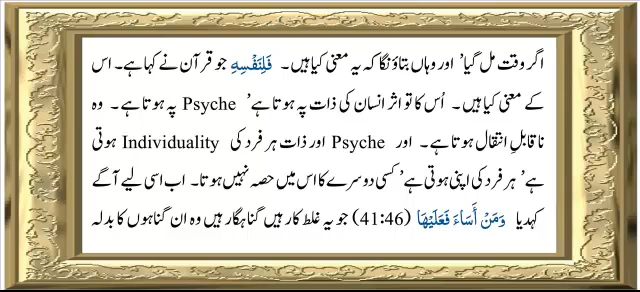 اگر وقت مل گیا’ اور وہاں بتاؤنگا کہ یہ معنی کیا ہیں۔ فَلِنَفْسِهٖ جو قرآن نے کہا ہے۔ اس
کے معنی کیا ہیں۔ اُس کا تو اثر انسان کی ذات پہ ہوتا ہے’ Psyche پہ ہوتا ہے۔ وہ
ناقابلِ انتقال ہوتا ہے۔ اور Psyche اور ذات ہر فرد کی Individuality ہوتی
ہے’ ہر فرد کی اپنی ہوتی ہے’ کسی دوسرے کا اس میں حصہ نہیں ہوتا۔ اب اسی لیے آگے
کہدیا وَمَنْ أَسَاءَ فَعَلَيْهَا (41:46) جو یہ غلط کار ہیں گناہگار ہیں وہ ان گناہوں کا بدلہ